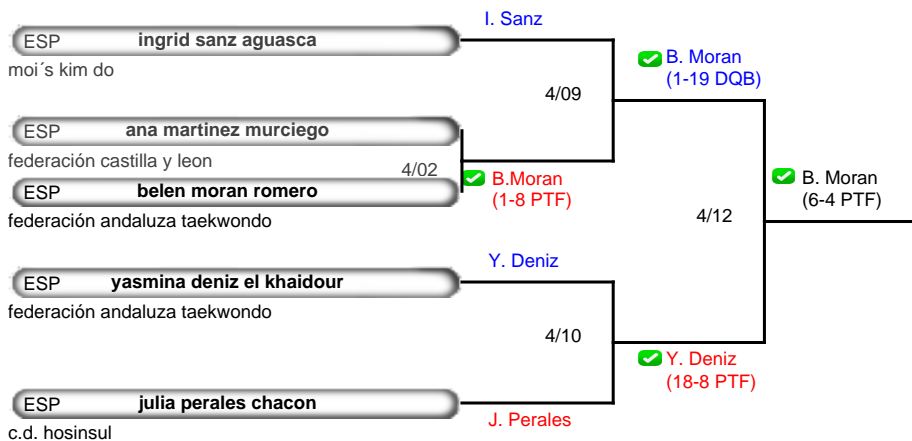 I. Sanz
ESP ingrid sanz aguasca
moi´s kim do
B. Moran
(1-19 DQB)
4/09
ESP ana martinez murciego
federación castilla y leon
4/02
B.Moran
(1-8 PTF)
B. Moran
(6-4 PTF)
ESP belen moran romero
federación andaluza taekwondo
4/12
Y. Deniz
ESP yasmina deniz el khaidour
federación andaluza taekwondo
4/10
Y. Deniz
(18-8 PTF)
ESP julia perales chacon
J. Perales
c.d. hosinsul